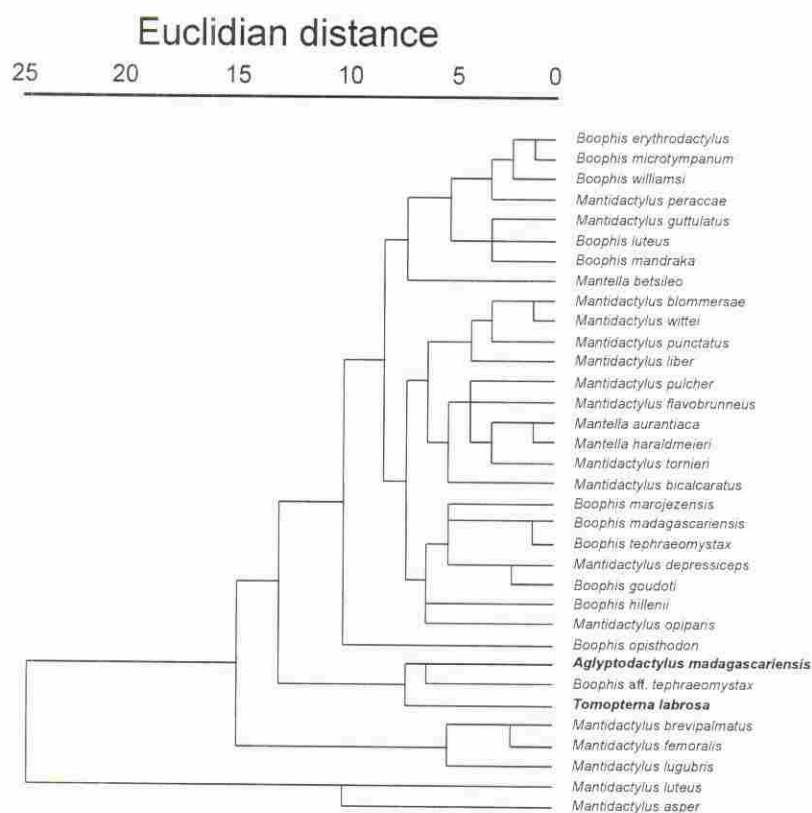 Euclidian distance
25 20 15 10 5 0
Boophis erythrodactylus
Boophis microtympanum
Boophis williamsi
Mantidactylus peraccae
Mantidactylus guttulatus
Boophis luteus
Boophis mandraka
Mantella betsileo
Mantidactylus blommersae
Mantidactylus wittei
Mantidactylus punctatus
Mantidactylus liber
Mantidactylus pulcher
Mantidactylus flavobrunneus
Mantella aurantiaca
Mantella haraldmeieri
Mantidactylus tornieri
Mantidactylus bicalcaratus
Boophis marojezensis
Boophis madagascariensis
Boophis tephraeomystax
Mantidactylus depressiceps
Boophis goudoti
Boophis hillenii
Mantidactylus opiparis
Boophis opisthodon
Aglyptodactylus madagascariensis
Boophis aff. tephraeomystax
Tomopterna labrosa
Mantidactylus brevipalmatus
Mantidactylus femoralis
Mantidactylus lugubris
Mantidactylus luteus
Mantidactylus asper